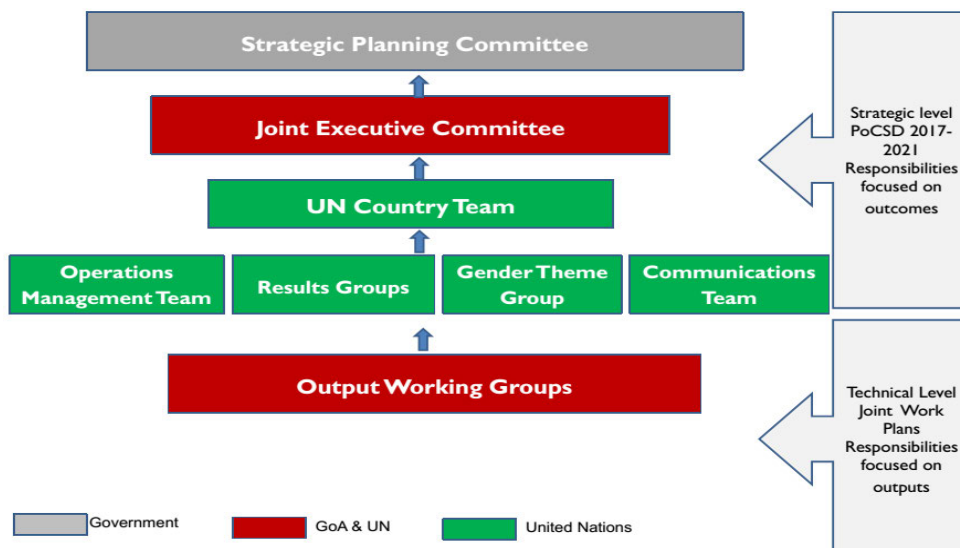 Strategic Planning Committee
Joint Executive Committee
UN Country Team
Operations
Management Team
Results Groups
Gender Theme
Group
Communications
Team
Output Working Groups
Strategic level
PoCSD 2017-
2021
Responsibilities
focused on
outcomes
Technical Level
Joint Work
Plans
Responsibilities
focused on
outputs
Government
GoA & UN
United Nations